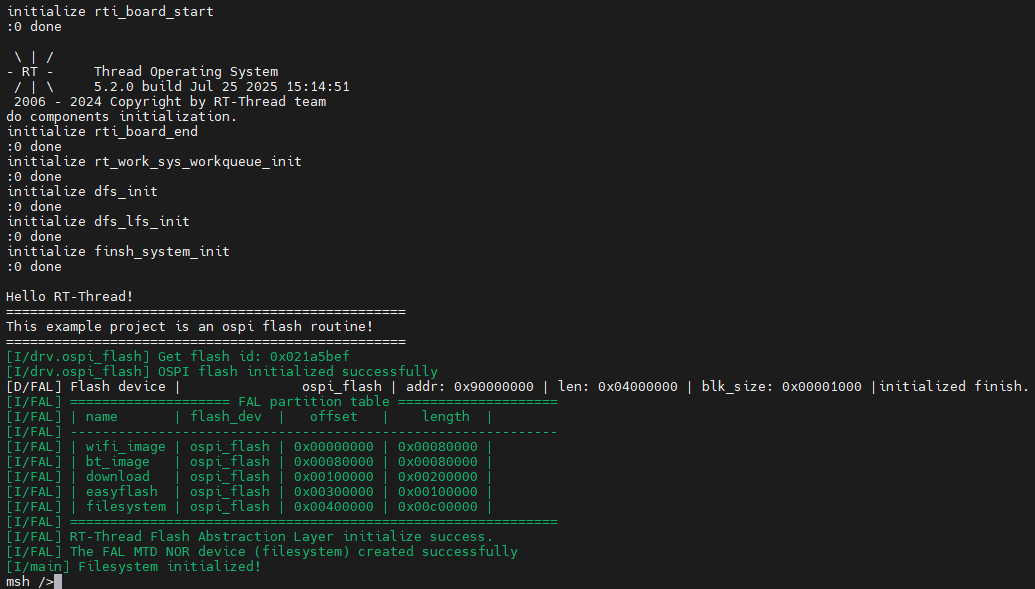 initialize rti_board_start
:0 done

 \ | /
- RT -     Thread Operating System
 / | \     5.2.0 build Jul 25 2025 15:14:51
 2006 - 2024 Copyright by RT-Thread team
do components initialization.
initialize rti_board_end
:0 done
initialize rt_work_sys_workqueue_init
:0 done
initialize dfs_init
:0 done
initialize dfs_lfs_init
:0 done
initialize finsh_system_init
:0 done

Hello RT-Thread!
==================================================
This example project is an ospi flash routine!
==================================================
[I/drv.ospi_flash] Get flash id: 0x021a5bef
[I/drv.ospi_flash] OSPI flash initialized successfully
[D/FAL] Flash device |               ospi_flash | addr: 0x90000000 | len: 0x04000000 | blk_size: 0x00001000 |initialized finish.
[I/FAL] ==================== FAL partition table ====================
[I/FAL] | name       | flash_dev  |   offset   |    length  |
[I/FAL] -------------------------------------------------------------
[I/FAL] | wifi_image | ospi_flash | 0x00000000 | 0x00080000 |
[I/FAL] | bt_image   | ospi_flash | 0x00080000 | 0x00080000 |
[I/FAL] | download   | ospi_flash | 0x00100000 | 0x00200000 |
[I/FAL] | easyflash  | ospi_flash | 0x00300000 | 0x00100000 |
[I/FAL] | filesystem | ospi_flash | 0x00400000 | 0x00c00000 |
[I/FAL] =============================================================
[I/FAL] RT-Thread Flash Abstraction Layer initialize success.
[I/FAL] The FAL MTD NOR device (filesystem) created successfully
[I/main] Filesystem initialized!
msh />